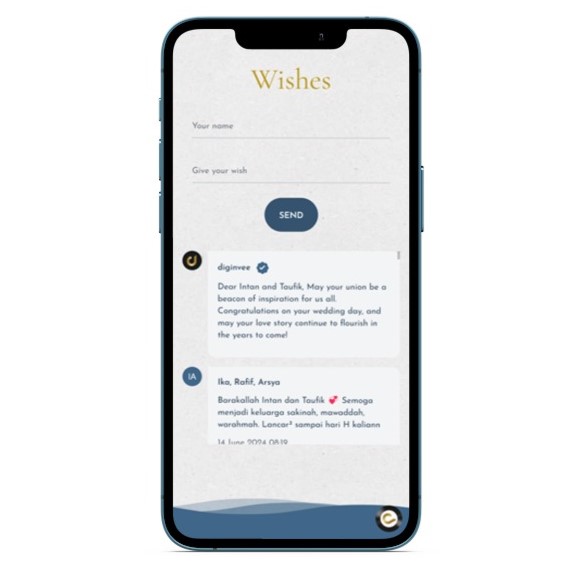 Wishes
Your name
Give your wish
SEND
diginvee
Dear Intan and Taufik, May your union be a
beacon of inspiration for us all.
Congratulations on your wedding day, and
may your love story continue to flourish in
the years to come!
IA
Ika, Rafif, Arsya
Barakallah Intan dan Taufik 💕 Semoga
menjadi keluarga sakinah, mawaddah,
warahmah. Lancar² sampai hari H kaliann
14 June 2024 08:19